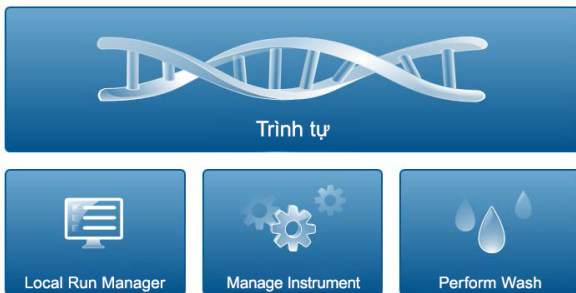 Trình tự
Local Run Manager
Manage Instrument
Perform Wash